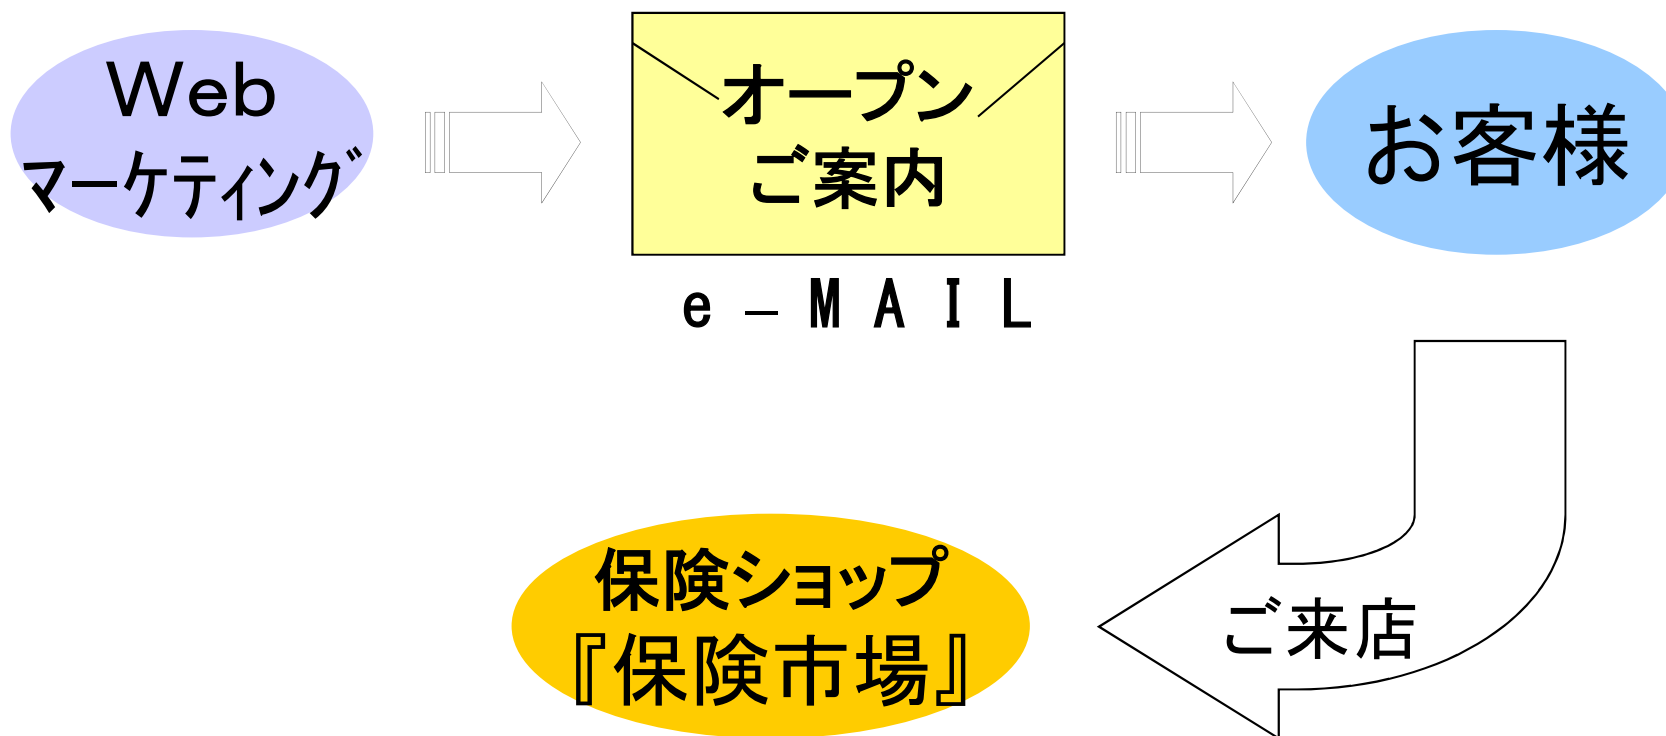 Web
マーケティング
オープン
ご案内
e－MAIL
お客様
ご来店
保険ショップ
『保険市場』